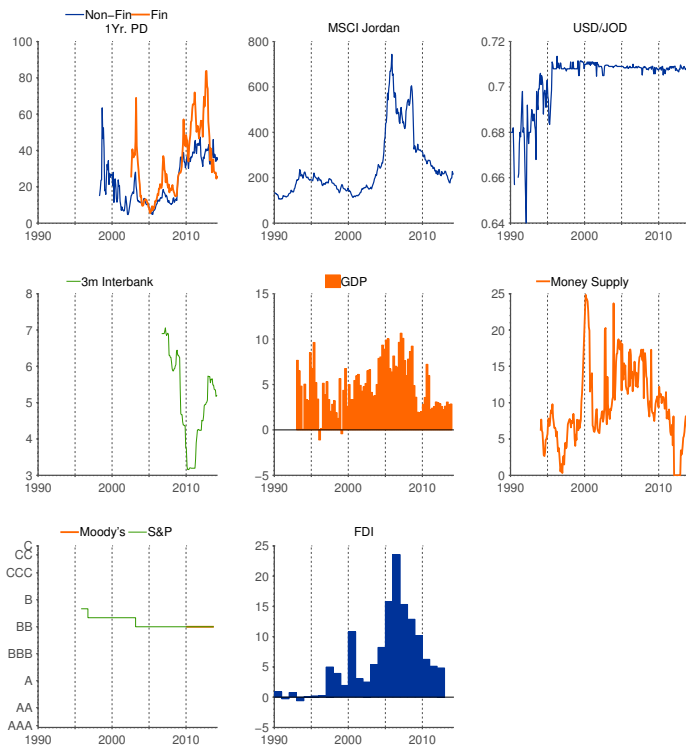 Non−Fin Fin
1Yr. PD
100
80
60
40
20
0
1990 2000 2010
MSCI Jordan
800
600
400
200
0
1990 2000 2010
USD/JOD
0.72
0.7
0.68
0.66
0.64
1990 2000 2010
3m Interbank
8
7
6
5
4
3
1990 2000 2010
GDP
15
10
5
0
−5
1990 2000 2010
Money Supply
25
20
15
10
5
0
1990 2000 2010
Moody's S&P
C
CC
CCC
B
BB
BBB
A
AA
AAA
1990 2000 2010
FDI
25
20
15
10
5
0
−5
1990 2000 2010